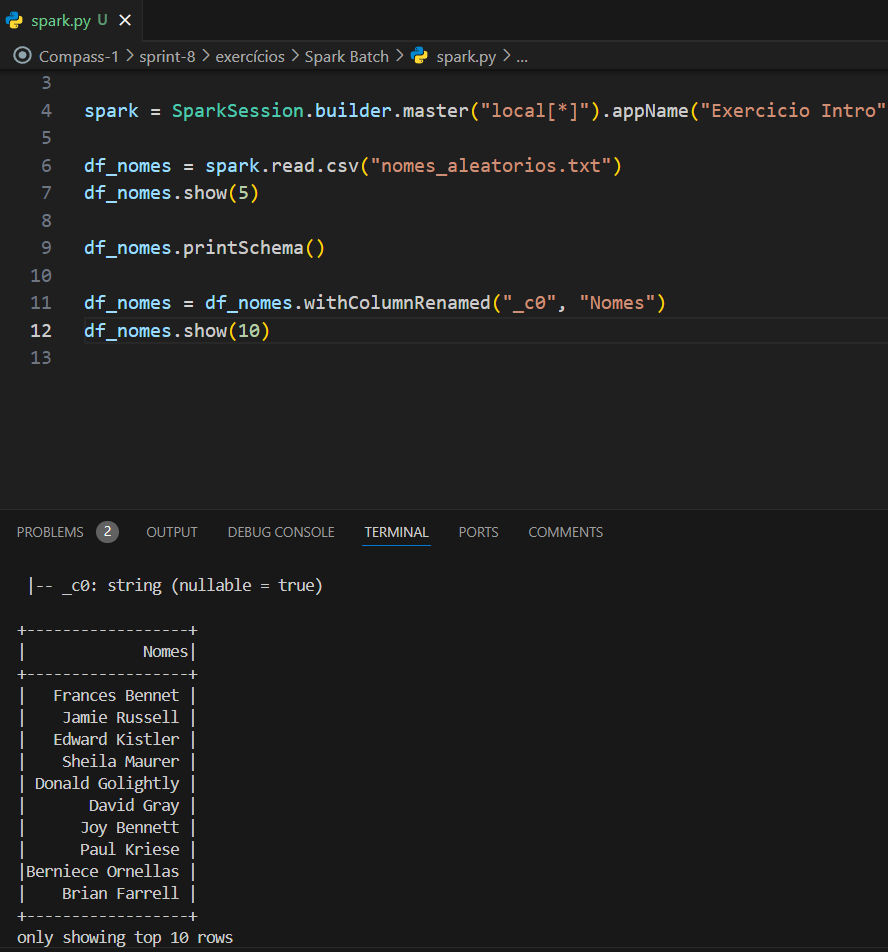 spark.py U ×
Compass-1 > sprint-8 > exercícios > Spark Batch > spark.py > ...
3
4 spark = SparkSession.builder.master("local[*]").appName("Exercicio Intro"
5
6 df_nomes = spark.read.csv("nomes_aleatorios.txt")
7 df_nomes.show(5)
8
9 df_nomes.printSchema()
10
11 df_nomes = df_nomes.withColumnRenamed("_c0", "Nomes")
12 df_nomes.show(10)
13
PROBLEMS 2 OUTPUT DEBUG CONSOLE TERMINAL PORTS COMMENTS
 |-- _c0: string (nullable = true)
+------------------+
|             Nomes|
+------------------+
|   Frances Bennet |
|    Jamie Russell |
|   Edward Kistler |
|    Sheila Maurer |
| Donald Golightly |
|       David Gray |
|      Joy Bennett |
|      Paul Kriese |
|Berniece Ornellas |
|    Brian Farrell |
+------------------+
only showing top 10 rows